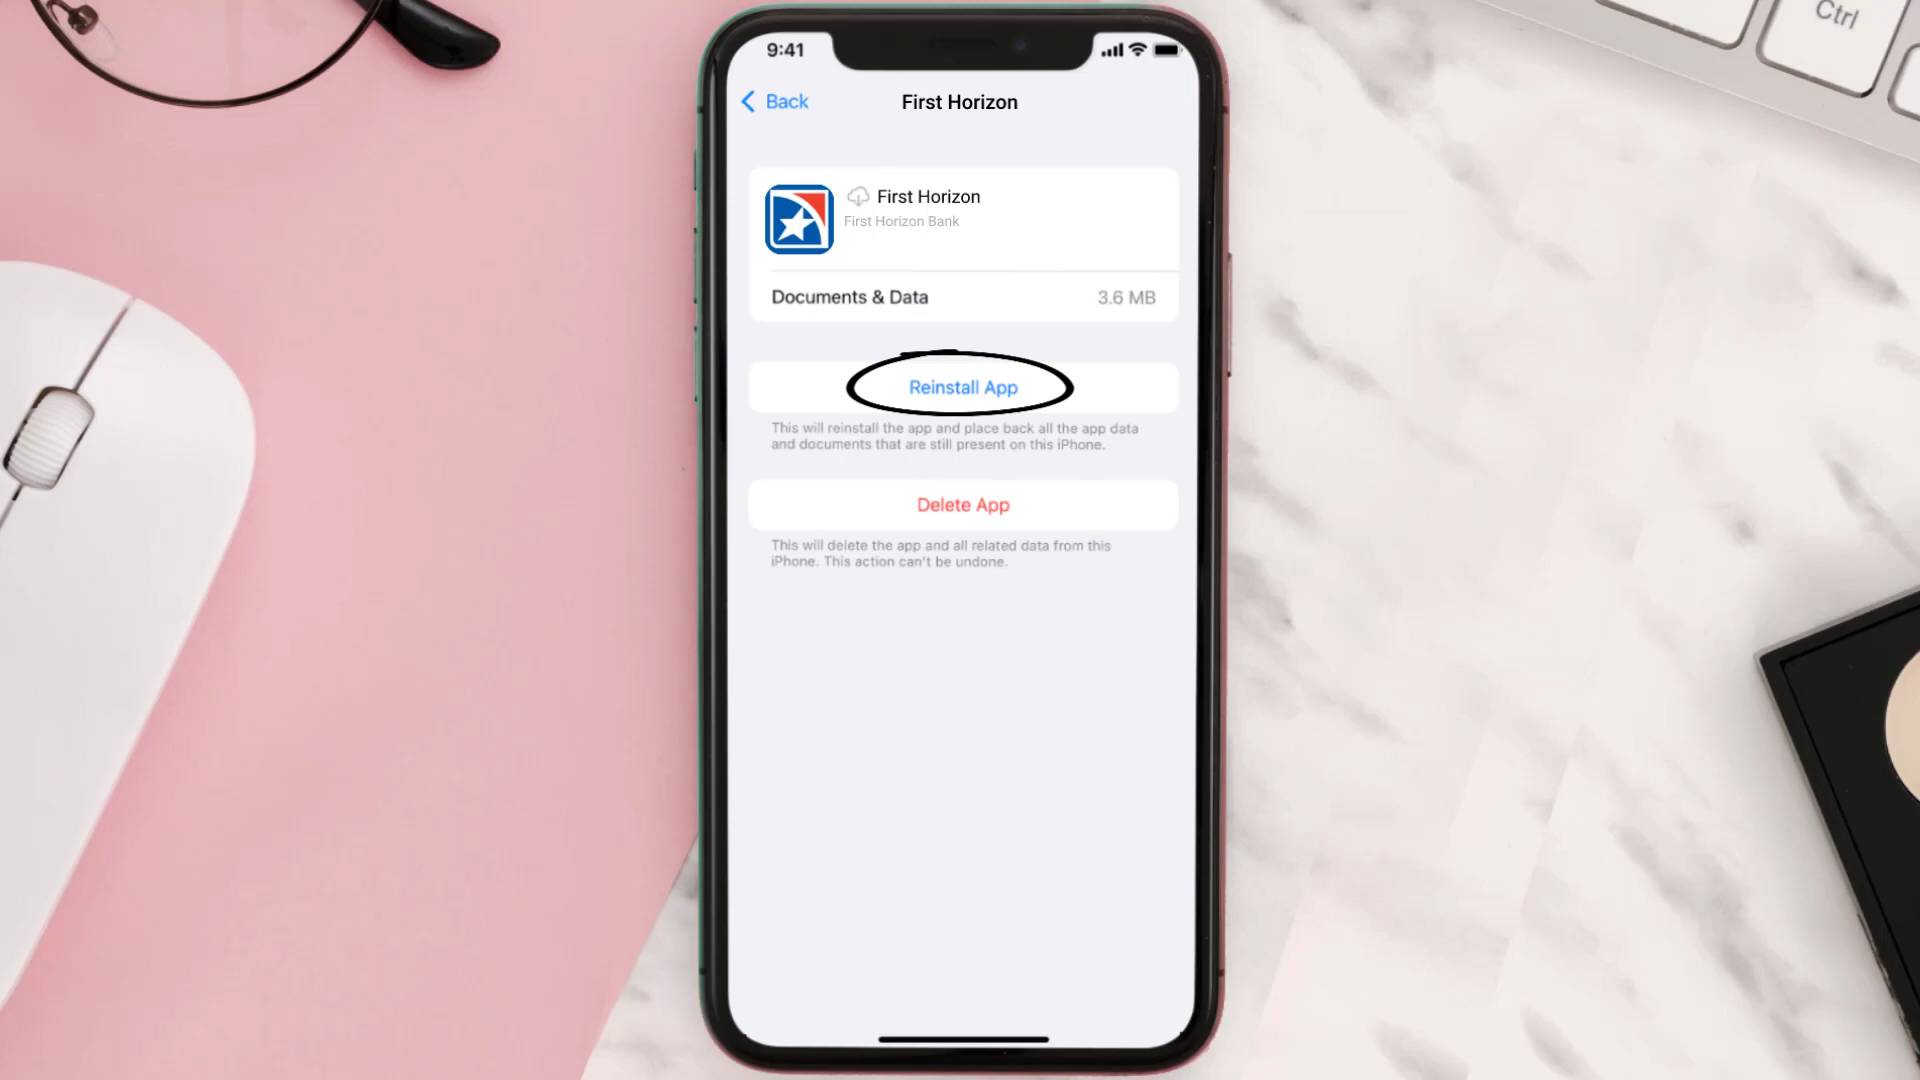 Ctrl
9:41
Back
First Horizon
First Horizon
First Horizon Bank
Documents & Data
3.6 MB
Reinstall App
This will reinstall the app and place back all the app data
and documents that are still present on this iPhone.
Delete App
This will delete the app and all related data from this
iPhone. This action can't be undone.